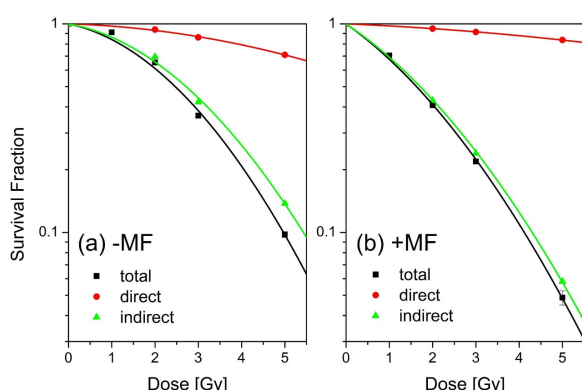 Survival Fraction
1
0.1
(a) -MF
total
direct
indirect
0 1 2 3 4 5
Dose [Gy]
1
0.1
(b) +MF
total
direct
indirect
0 1 2 3 4 5
Dose [Gy]